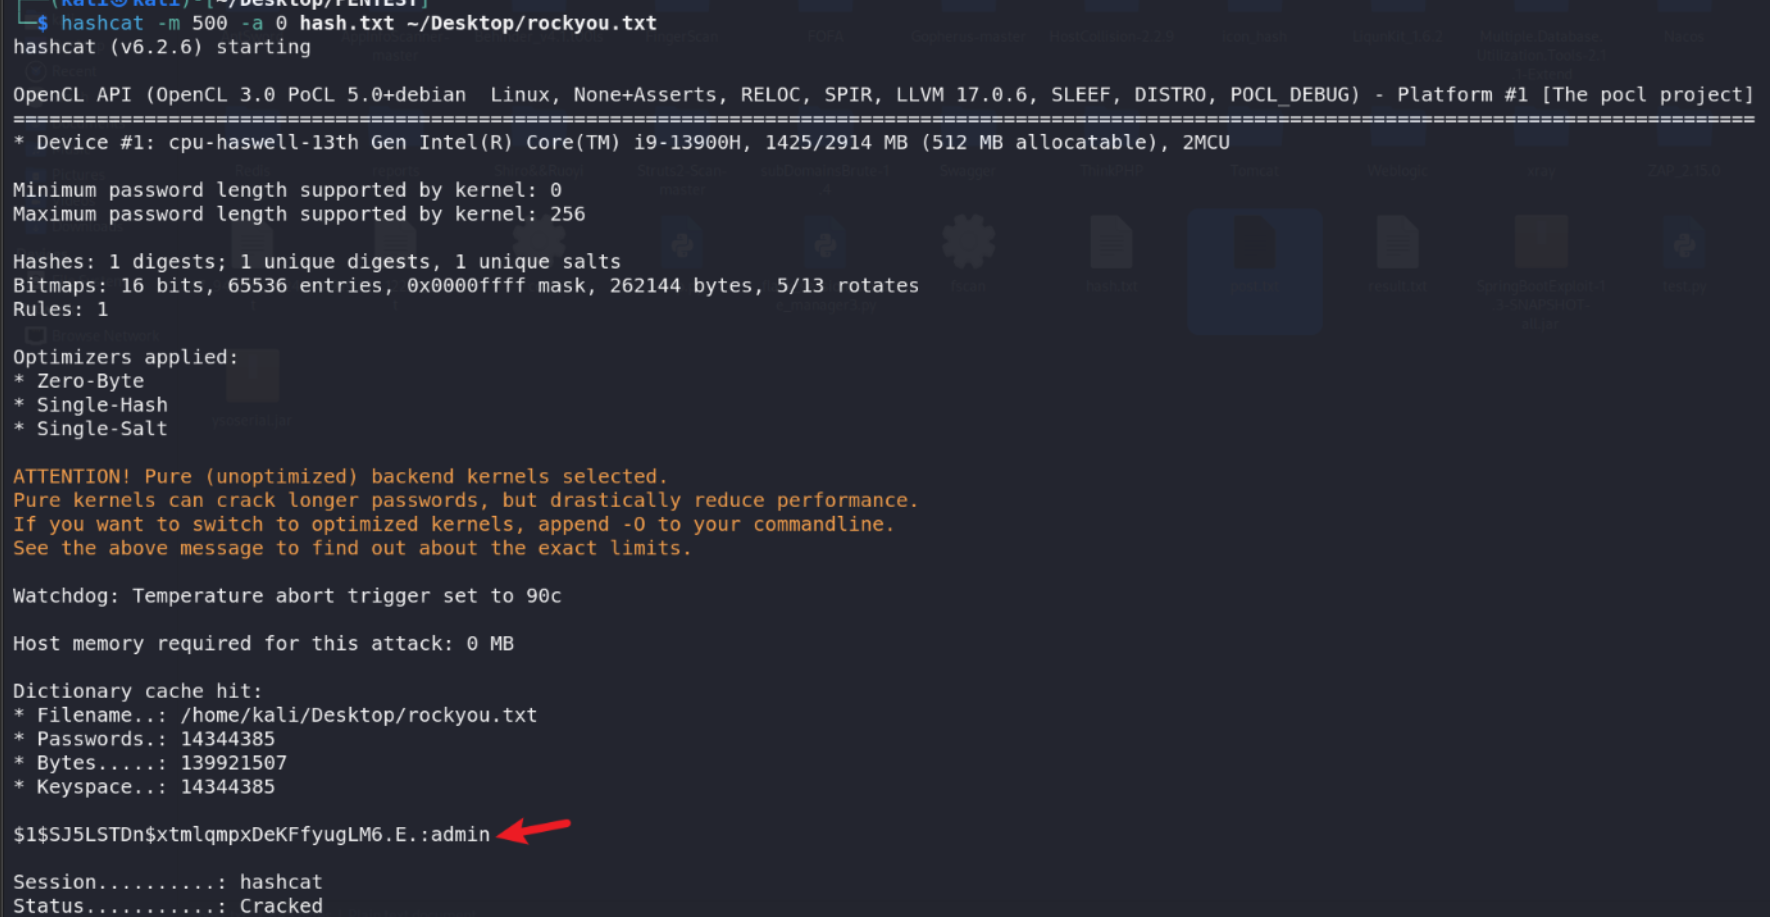 (kali㉿kali)-[~/Desktop/PENTEST]
└─$ hashcat -m 500 -a 0 hash.txt ~/Desktop/rockyou.txt
hashcat (v6.2.6) starting
OpenCL API (OpenCL 3.0 PoCL 5.0+debian  Linux, None+Asserts, RELOC, SPIR, LLVM 17.0.6, SLEEF, DISTRO, POCL_DEBUG) - Platform #1 [The pocl project]
==================================================================================================================================================
* Device #1: cpu-haswell-13th Gen Intel(R) Core(TM) i9-13900H, 1425/2914 MB (512 MB allocatable), 2MCU
Minimum password length supported by kernel: 0
Maximum password length supported by kernel: 256
Hashes: 1 digests; 1 unique digests, 1 unique salts
Bitmaps: 16 bits, 65536 entries, 0x0000ffff mask, 262144 bytes, 5/13 rotates
Rules: 1
Optimizers applied:
* Zero-Byte
* Single-Hash
* Single-Salt
ATTENTION! Pure (unoptimized) backend kernels selected.
Pure kernels can crack longer passwords, but drastically reduce performance.
If you want to switch to optimized kernels, append -O to your commandline.
See the above message to find out about the exact limits.
Watchdog: Temperature abort trigger set to 90c
Host memory required for this attack: 0 MB
Dictionary cache hit:
* Filename..: /home/kali/Desktop/rockyou.txt
* Passwords.: 14344385
* Bytes.....: 139921507
* Keyspace..: 14344385
$1$SJ5LSTDn$xtmlqmpxDeKFfyugLM6.E.:admin
Session..........: hashcat
Status...........: Cracked